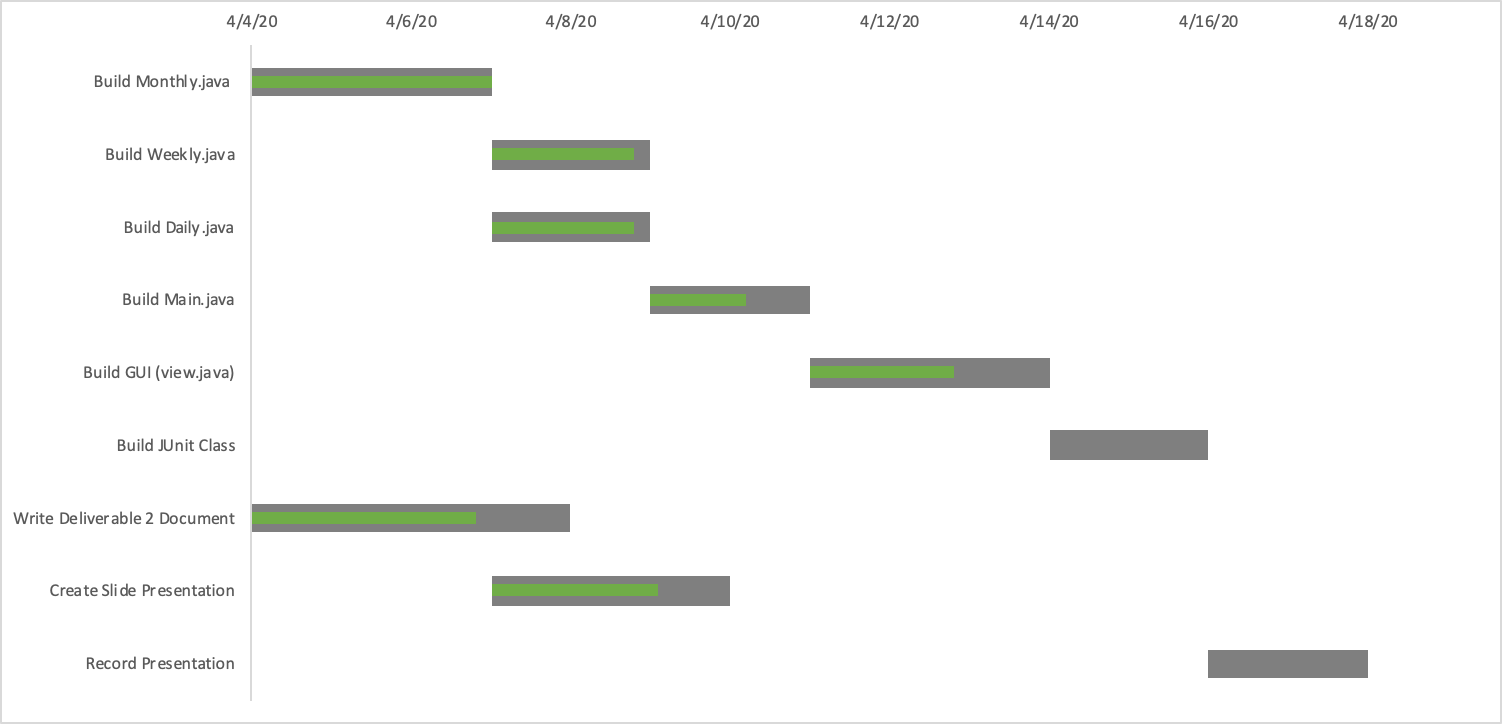 4/4/20 4/6/20 4/8/20 4/10/20 4/12/20 4/14/20 4/16/20 4/18/20
Build Monthly.java
Build Weekly.java
Build Daily.java
Build Main.java
Build GUI (view.java)
Build JUnit Class
Write Deliverable 2 Document
Create Slide Presentation
Record Presentation